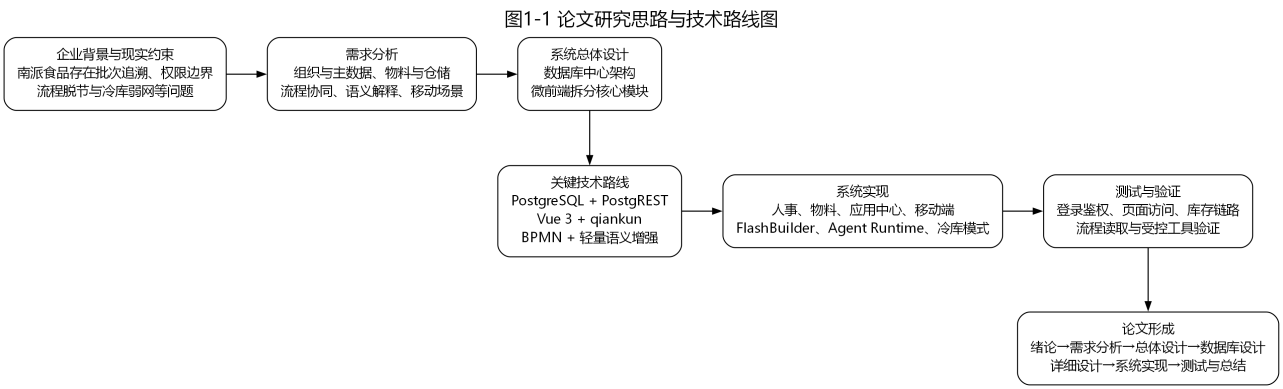 图1-1 论文研究思路与技术路线图
企业背景与现实约束
南派食品存在批次追溯、权限边界
流程脱节与冷库弱网等问题
需求分析
组织与主数据、物料与仓储
流程协同、语义解释、移动场景
系统总体设计
数据库中心架构
微前端拆分核心模块
关键技术路线
PostgreSQL + PostgREST
Vue 3 + qiankun
BPMN + 轻量语义增强
系统实现
人事、物料、应用中心、移动端
FlashBuilder、Agent Runtime、冷库模式
测试与验证
登录鉴权、页面访问、库存链路
流程读取与受控工具验证
论文形成
绪论→需求分析→总体设计→数据库设计
详细设计→系统实现→测试与总结